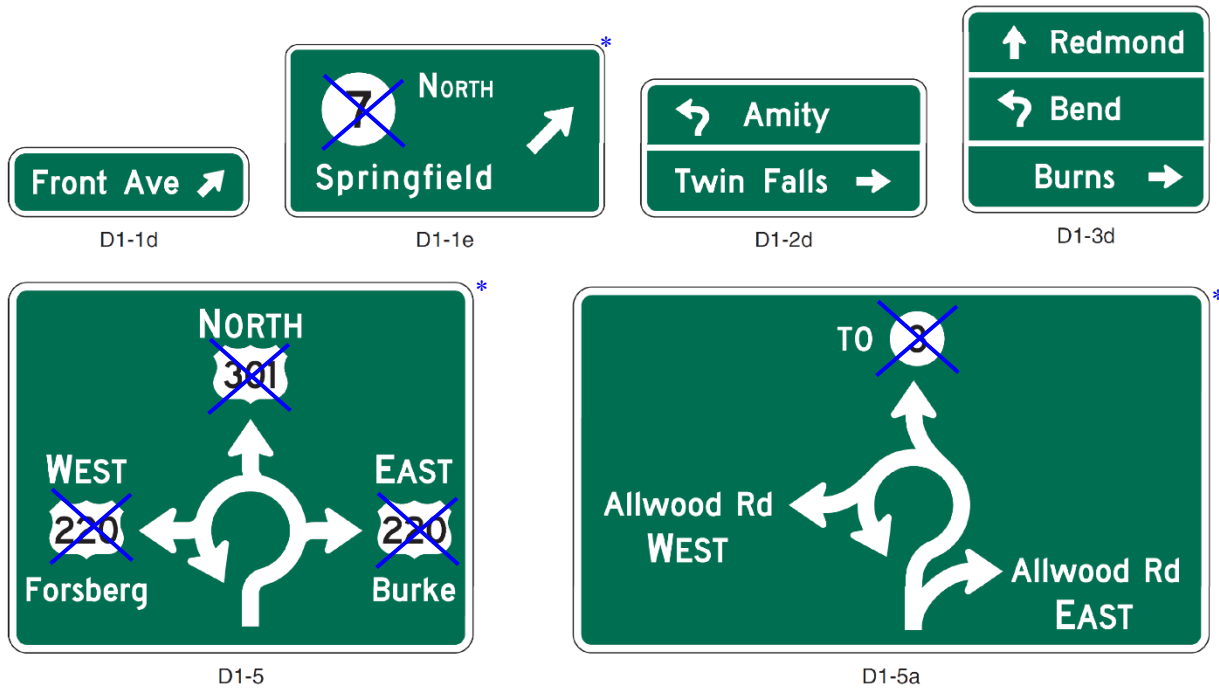 *
7 NORTH
Springfield
Front Ave
Amity
Twin Falls
Redmond
Bend
Burns
D1-1d
D1-1e
D1-2d
D1-3d
*
NORTH
301
WEST
220
Forsberg
EAST
220
Burke
D1-5
*
TO
Allwood Rd
WEST
Allwood Rd
EAST
D1-5a